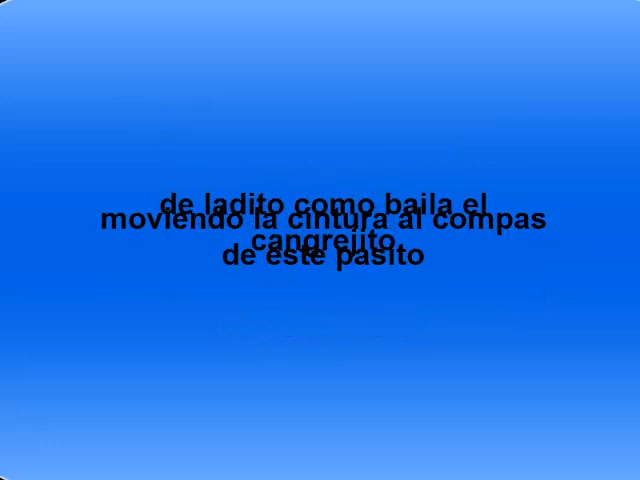 de ladito como baila el
cangrejito
moviendo la cintura al compas
de este pasito